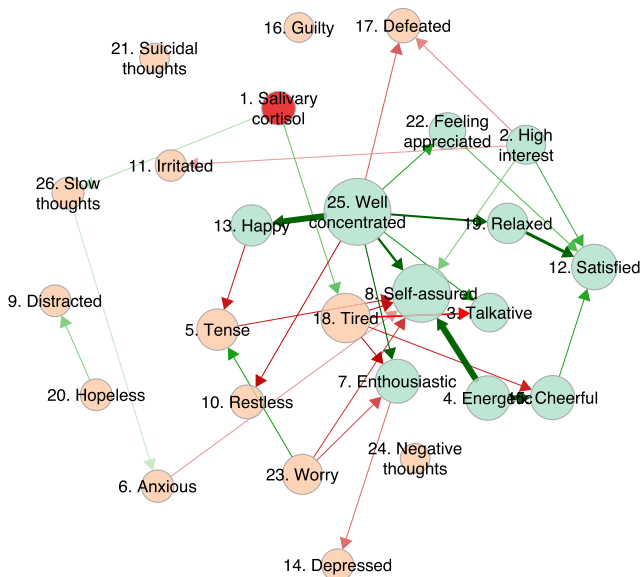 16. Guilty
17. Defeated
21. Suicidal
thoughts
1. Salivary
cortisol
22. Feeling
appreciated
2. High
interest
11. Irritated
26. Slow
thoughts
25. Well
concentrated
13. Happy
19. Relaxed
12. Satisfied
9. Distracted
8. Self-assured
5. Tense
18. Tired
3. Talkative
7. Enthousiastic
20. Hopeless
10. Restless
4. Energetic
15. Cheerful
24. Negative
thoughts
23. Worry
6. Anxious
14. Depressed